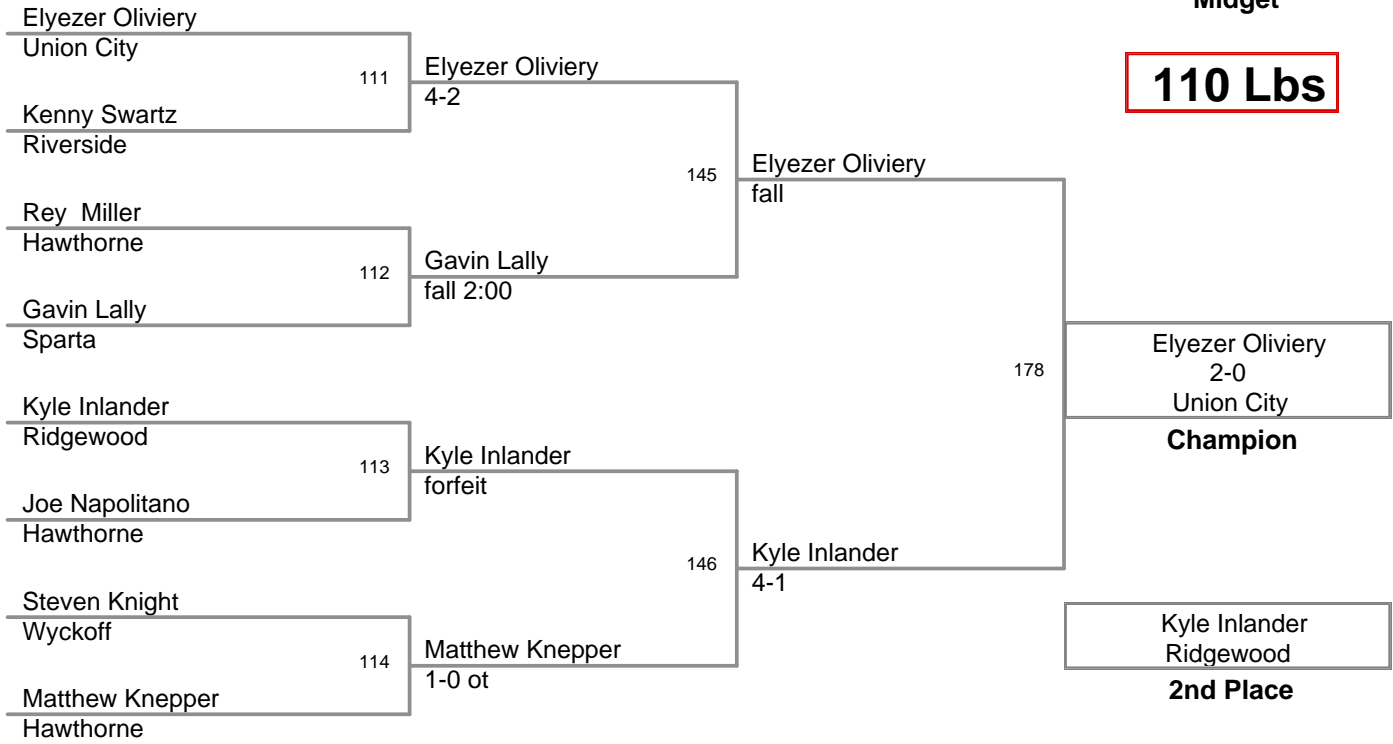 Midget
110 Lbs
Elyezer Oliviery
Union City
111
Kenny Swartz
Riverside
Elyezer Oliviery
4-2
Rey  Miller
Hawthorne
112
Gavin Lally
Sparta
Gavin Lally
fall 2:00
145
Elyezer Oliviery
fall
Kyle Inlander
Ridgewood
113
Joe Napolitano
Hawthorne
Kyle Inlander
forfeit
Steven Knight
Wyckoff
114
Matthew Knepper
Hawthorne
Matthew Knepper
1-0 ot
146
Kyle Inlander
4-1
178
Elyezer Oliviery
2-0
Union City
Champion
Kyle Inlander
Ridgewood
2nd Place